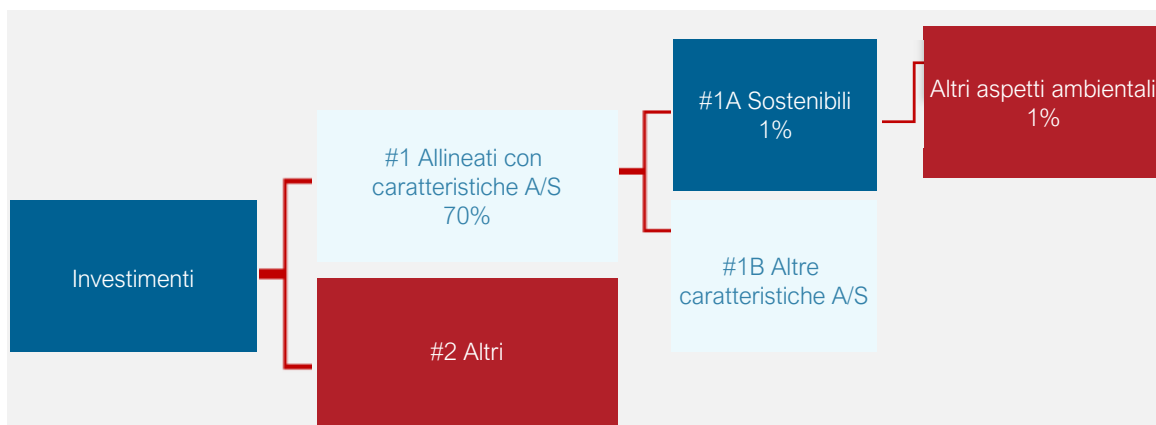 Investimenti
#1 Allineati con
caratteristiche A/S
70%
#2 Altri
#1A Sostenibili
1%
#1B Altre
caratteristiche A/S
Altri aspetti ambientali
1%